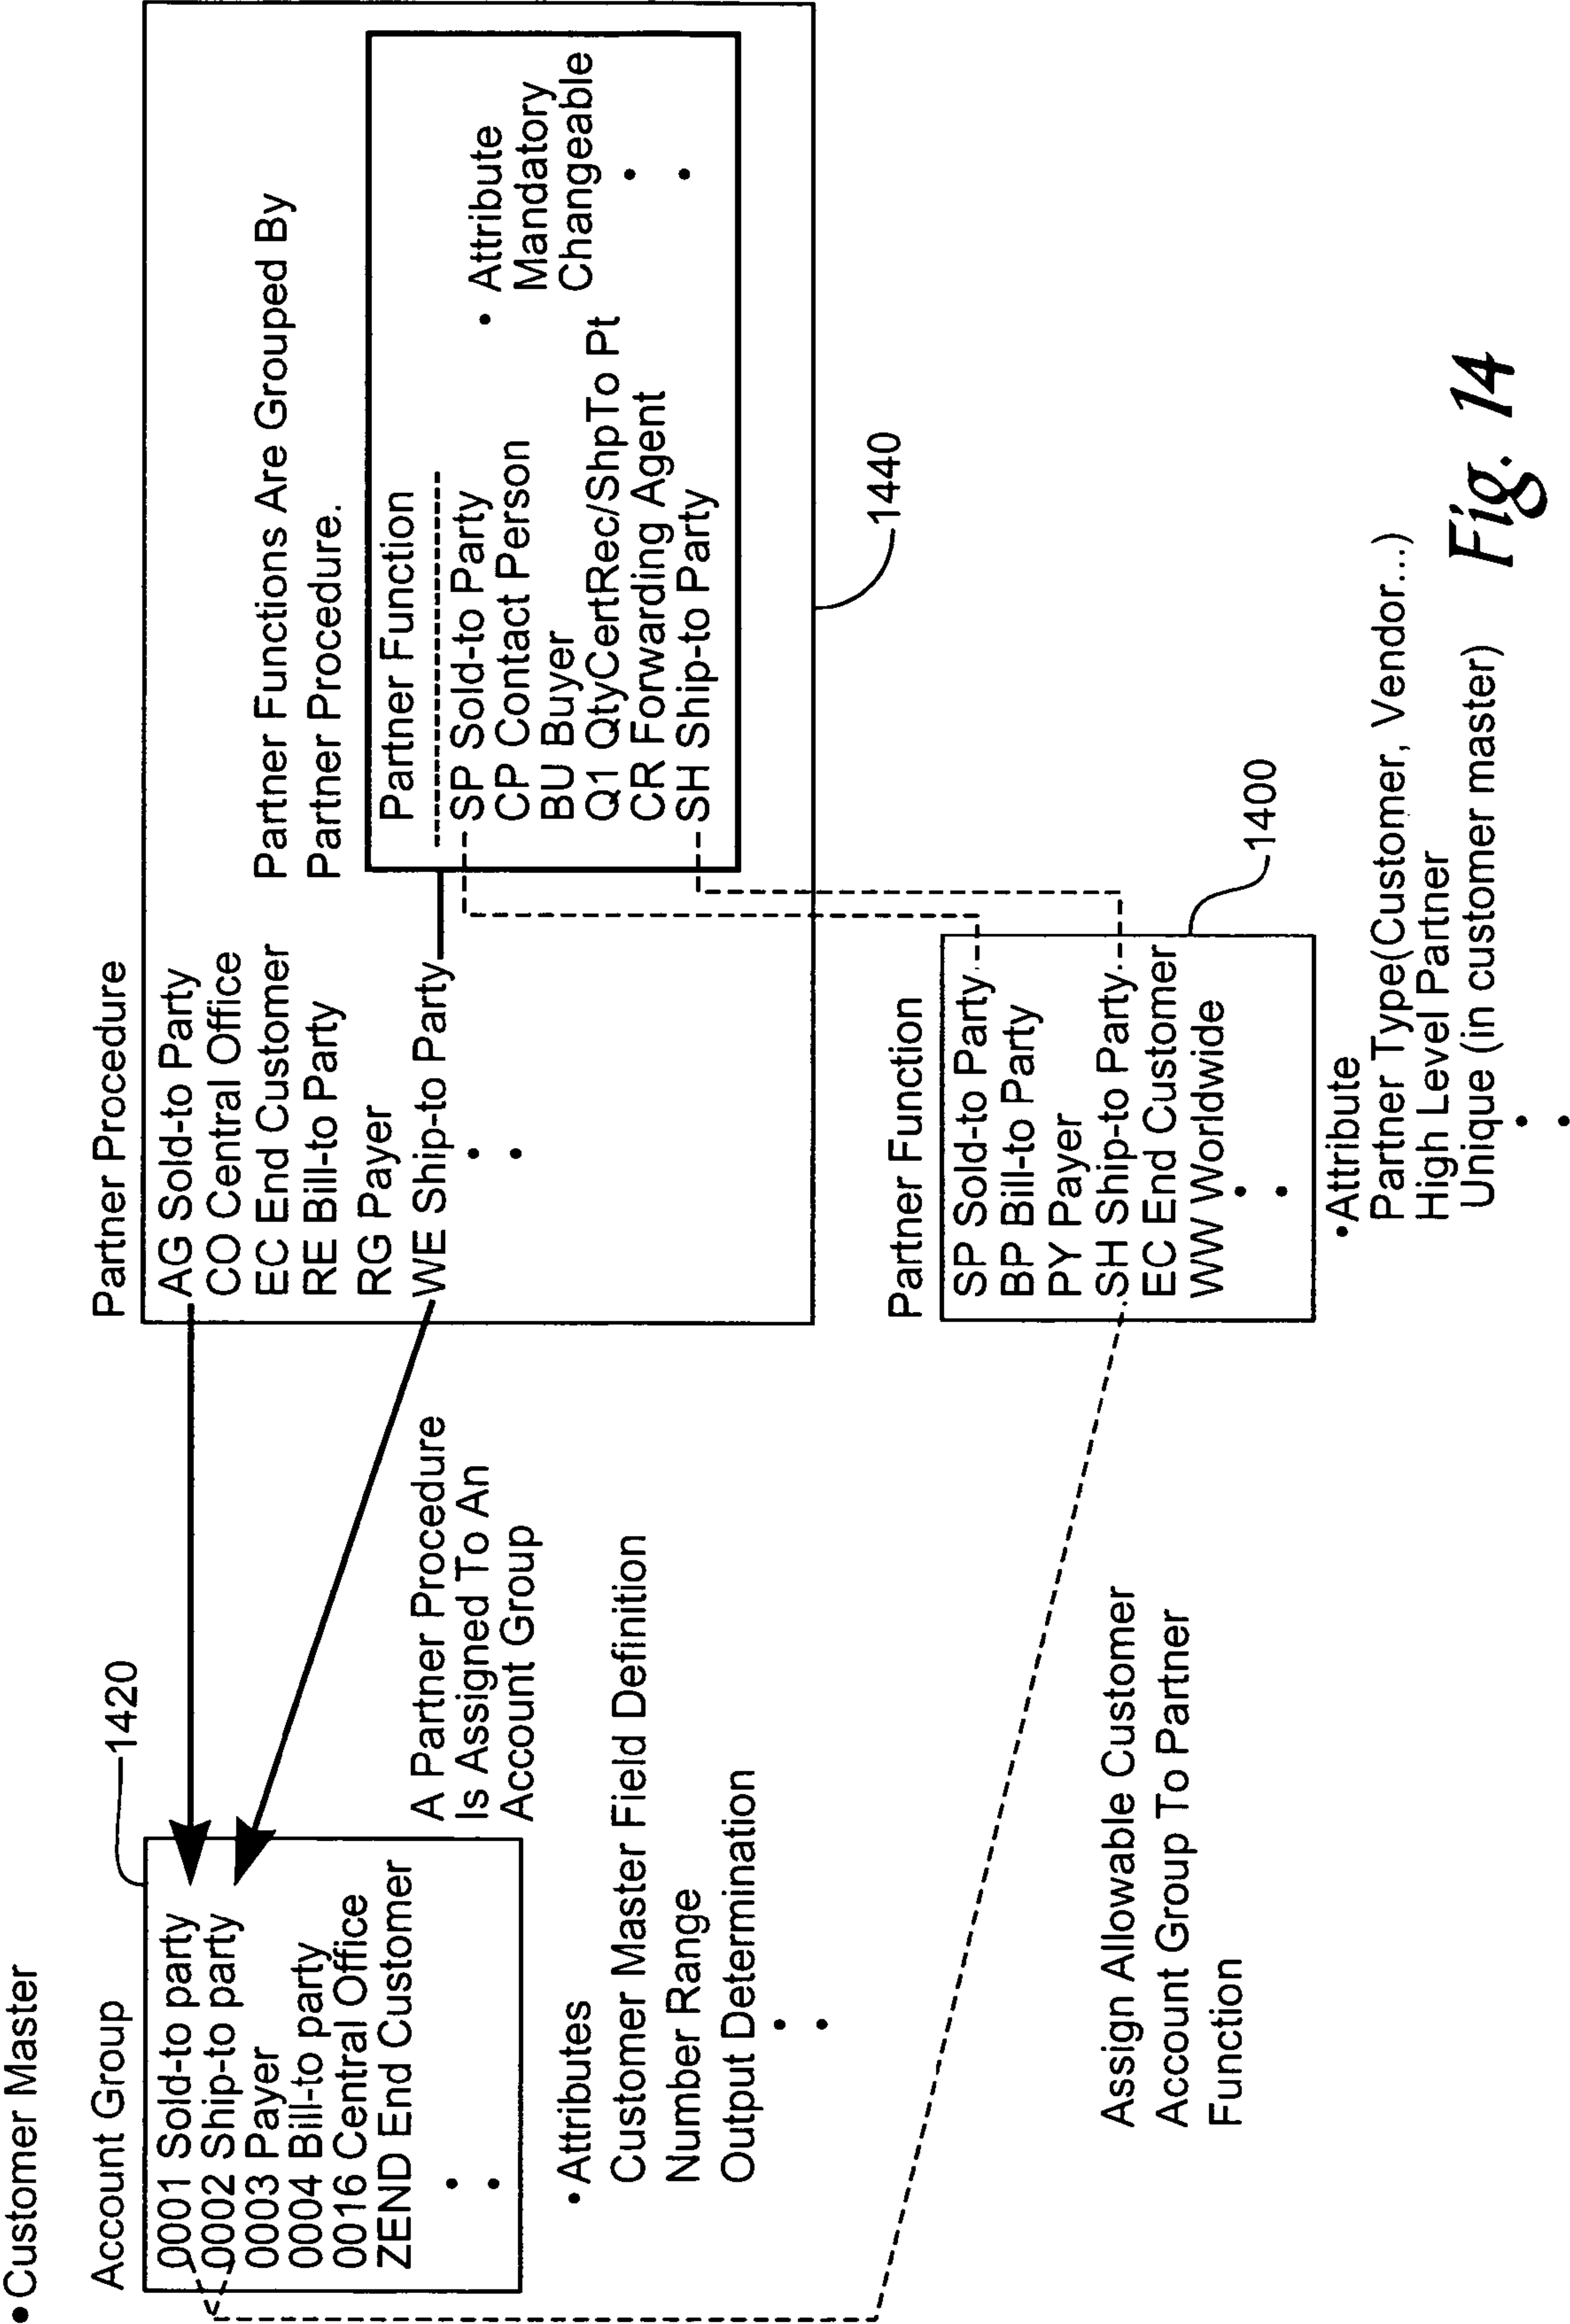 • Customer Master
Account Group
1420
0001 Sold-to party
0002 Ship-to party
0003 Payer
0004 Bill-to party
0016 Central Office
ZEND End Customer
• Attributes
Customer Master Field Definition
Number Range
Output Determination
A Partner Procedure
Is Assigned To An
Account Group
Partner Procedure
AG Sold-to Party
CO Central Office
EC End Customer
RE Bill-to Party
RG Payer
WE Ship-to Party
Partner Functions Are Grouped By
Partner Procedure.
Partner Function
SP Sold-to Party
CP Contact Person
BU Buyer
Q1 QtyCertRec/ShpTo Pt
CR Forwarding Agent
SH Ship-to Party
• Attribute
Mandatory
Changeable
1440
Assign Allowable Customer
Account Group To Partner
Function
Partner Function
SP Sold-to Party
BP Bill-to Party
PY Payer
SH Ship-to Party
EC End Customer
WW Worldwide
1400
•Attribute
Partner Type(Customer, Vendor...)
High Level Partner
Unique (in customer master)
Fig. 14